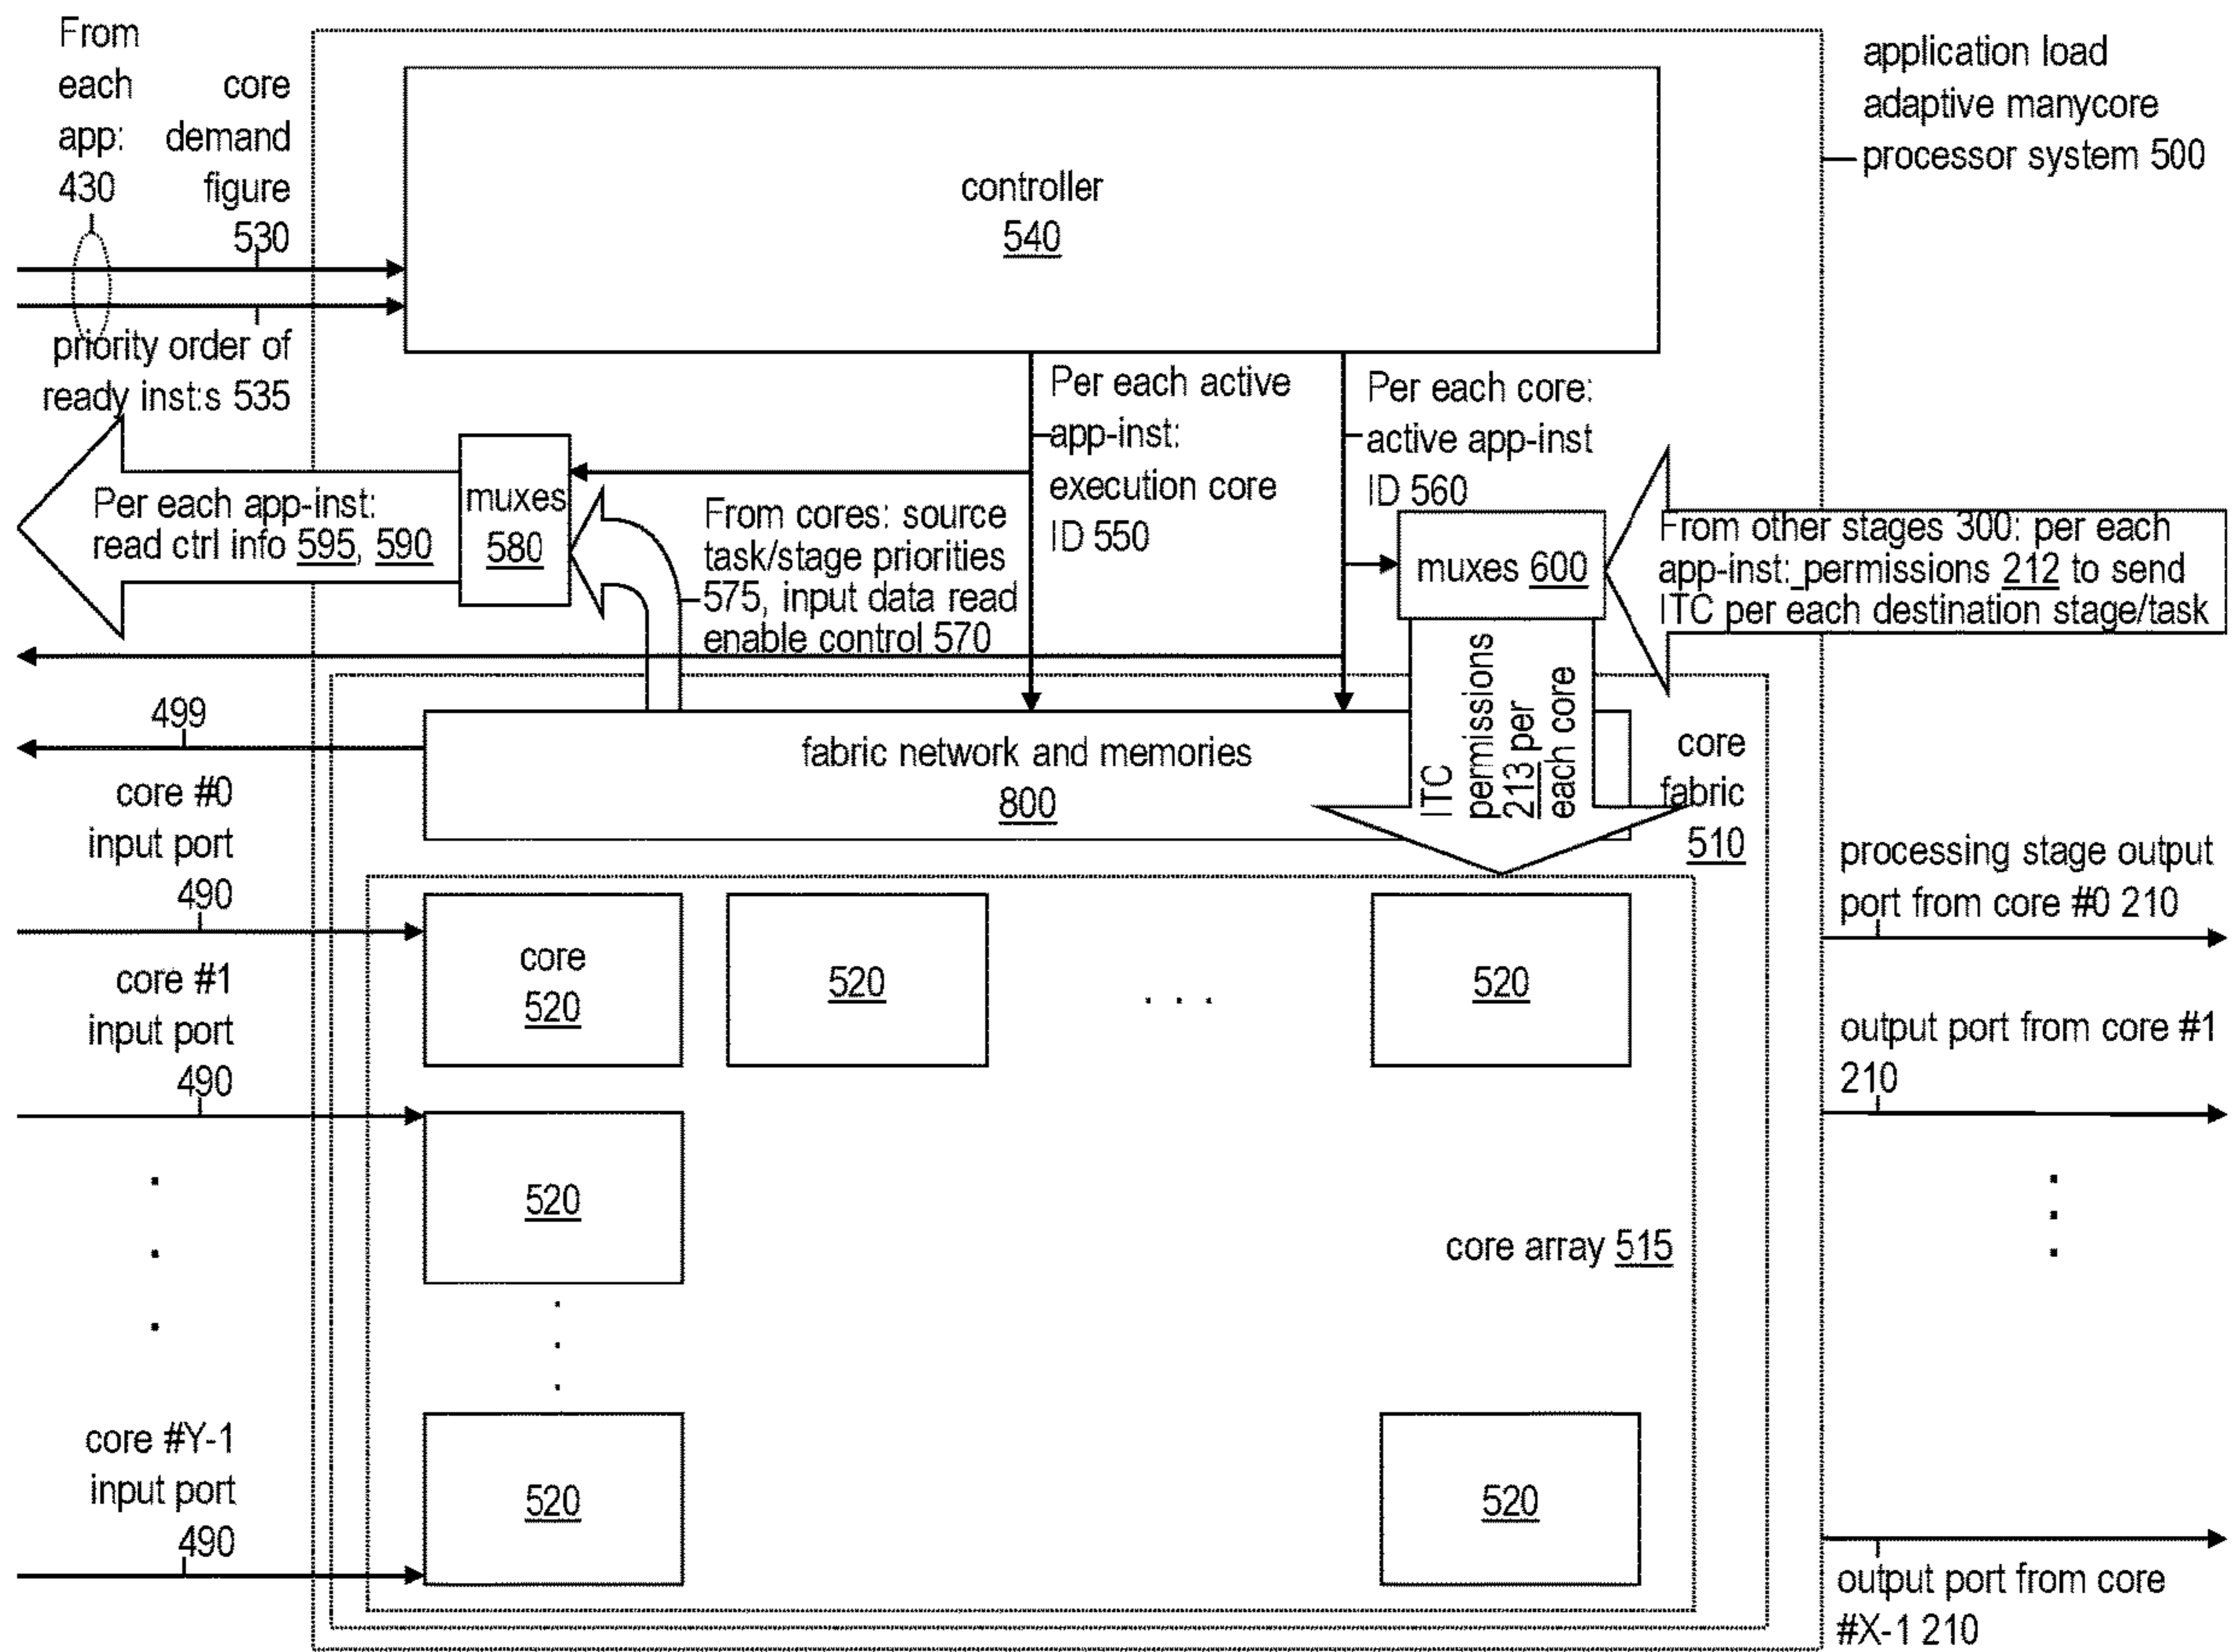 From
each core
app: demand
430 figure
530
priority order of
ready inst:s 535
application load
adaptive manycore
processor system 500
controller
540
Per each active
app-inst:
execution core
ID 550
Per each core:
active app-inst
ID 560
muxes
580
Per each app-inst:
read ctrl info 595, 590
From cores: source
task/stage priorities
575, input data read
enable control 570
muxes 600
From other stages 300: per each
app-inst: permissions 212 to send
ITC per each destination stage/task
ITC
permissions
213 per
each core
499
fabric network and memories
800
core
fabric
510
core #0
input port
490
core
520
520
. . .
520
processing stage output
port from core #0 210
core #1
input port
490
520
output port from core #1
210
.
.
.
.
.
.
.
.
.
core array 515
core #Y-1
input port
490
520
520
output port from core
#X-1 210